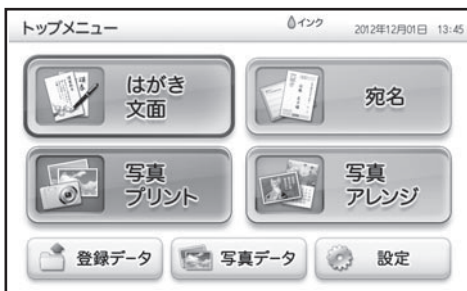 トップメニュー
インク
2012年12月01日 13:45
はがき
文面
宛名
写真
プリント
写真
アレンジ
登録データ
写真データ
設定